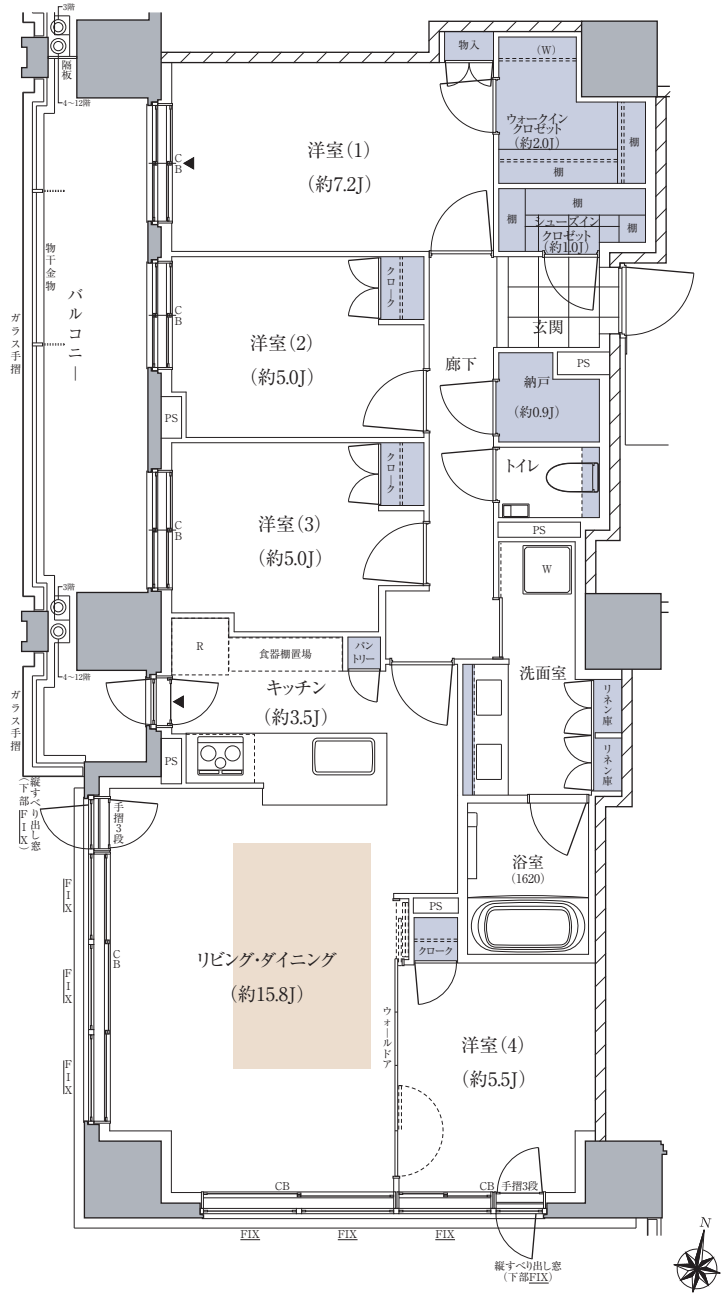 3階
隔板
4～12階
物入
(W)
ウォークイン
クロゼット
(約2.0J)
棚
棚
洋室(1)
(約7.2J)
CB
棚
棚
シューズイン
クロゼット
(約1.0J)
棚
物干金物
バルコニー
ガラス手摺
クローク
洋室(2)
(約5.0J)
CB
廊下
玄関
PS
納戸
(約0.9J)
PS
クローク
トイレ
洋室(3)
(約5.0J)
CB
PS
W
3階
4～12階
R
食器棚置場
パン
トリー
キッチン
(約3.5J)
洗面室
リネン庫
リネン庫
ガラス手摺
PS
縦すべり出し窓
(下部FIX)
手摺3段
浴室
(1620)
FIX
PS
クローク
CB
リビング・ダイニング
(約15.8J)
FIX
ウォールドア
洋室(4)
(約5.5J)
FIX
CB
CB
手摺3段
FIX
FIX
FIX
縦すべり出し窓
(下部FIX)
N